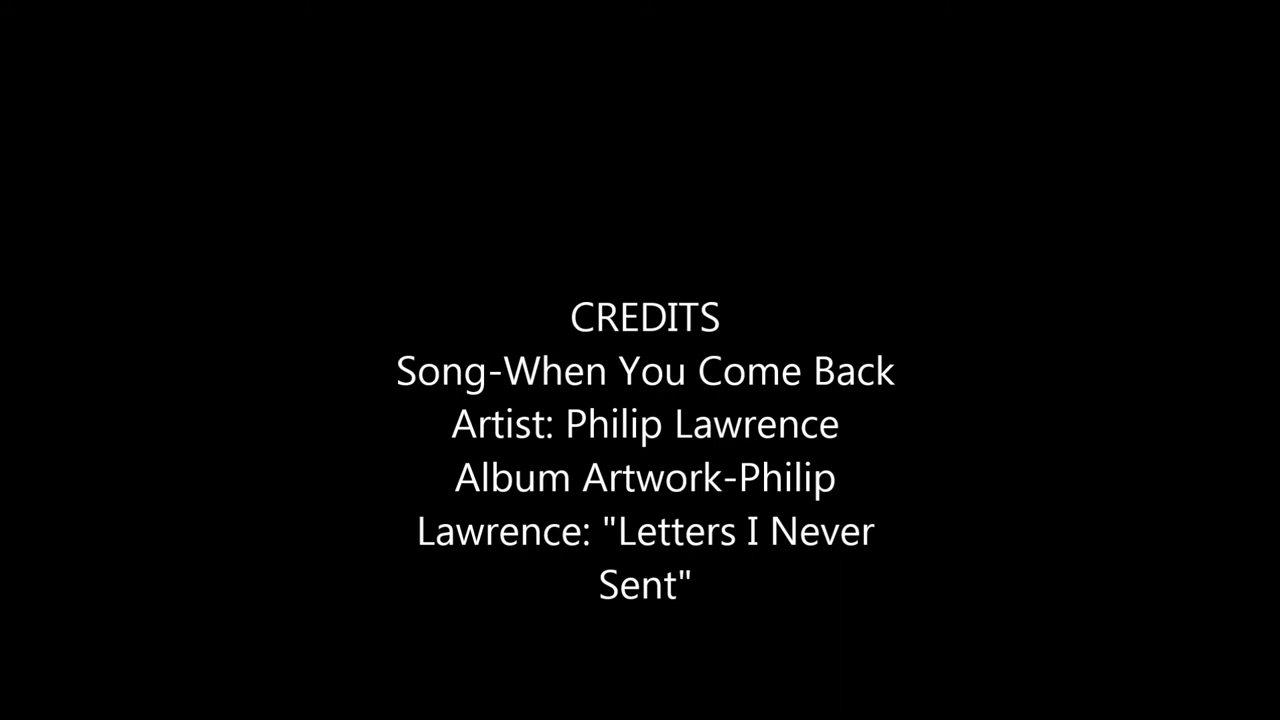 CREDITS
Song-When You Come Back
Artist: Philip Lawrence
Album Artwork-Philip
Lawrence: "Letters I Never
Sent"